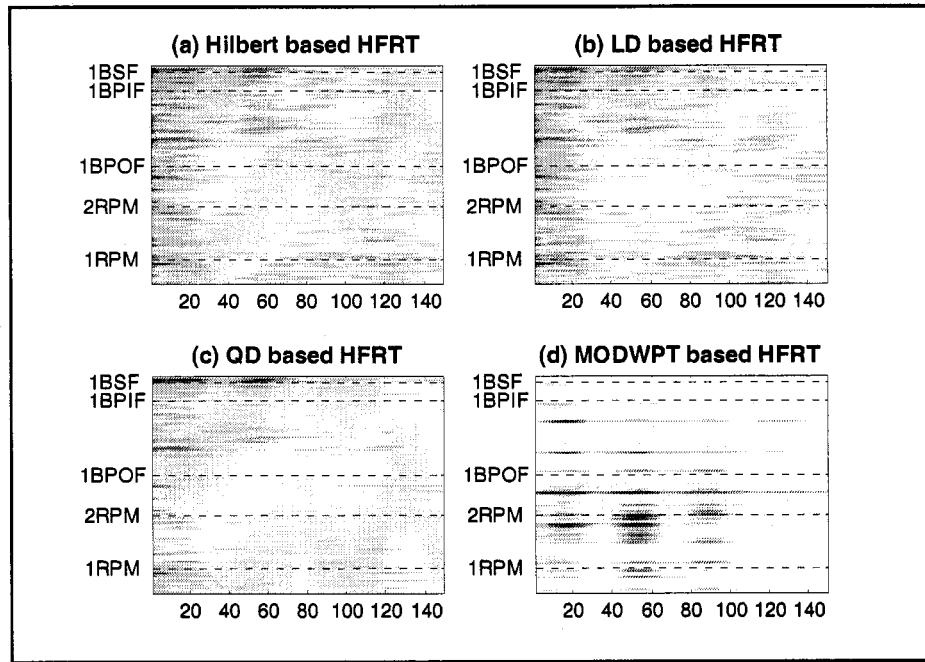 (a) Hilbert based HFRT
1BSF
1BPIF
1BPOF
2RPM
1RPM
20 40 60 80 100 120 140
(b) LD based HFRT
1BSF
1BPIF
1BPOF
2RPM
1RPM
20 40 60 80 100 120 140
(c) QD based HFRT
1BSF
1BPIF
1BPOF
2RPM
1RPM
20 40 60 80 100 120 140
(d) MODWPT based HFRT
1BSF
1BPIF
1BPOF
2RPM
1RPM
20 40 60 80 100 120 140